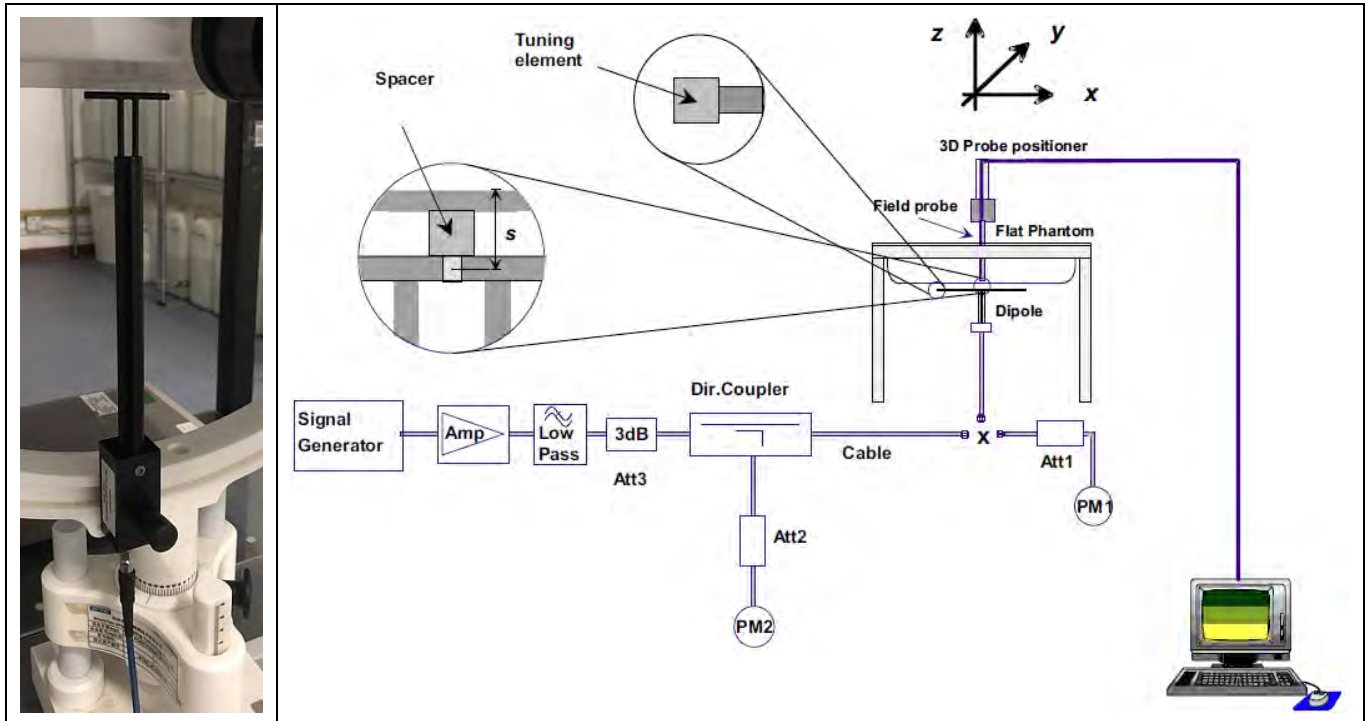 Tuning
element
Spacer
s
z
y
x
3D Probe positioner
Field probe
Flat Phantom
Dipole
Dir.Coupler
Signal
Generator
Amp
Low
Pass
3dB
Att3
Cable
x
Att1
PM1
Att2
PM2